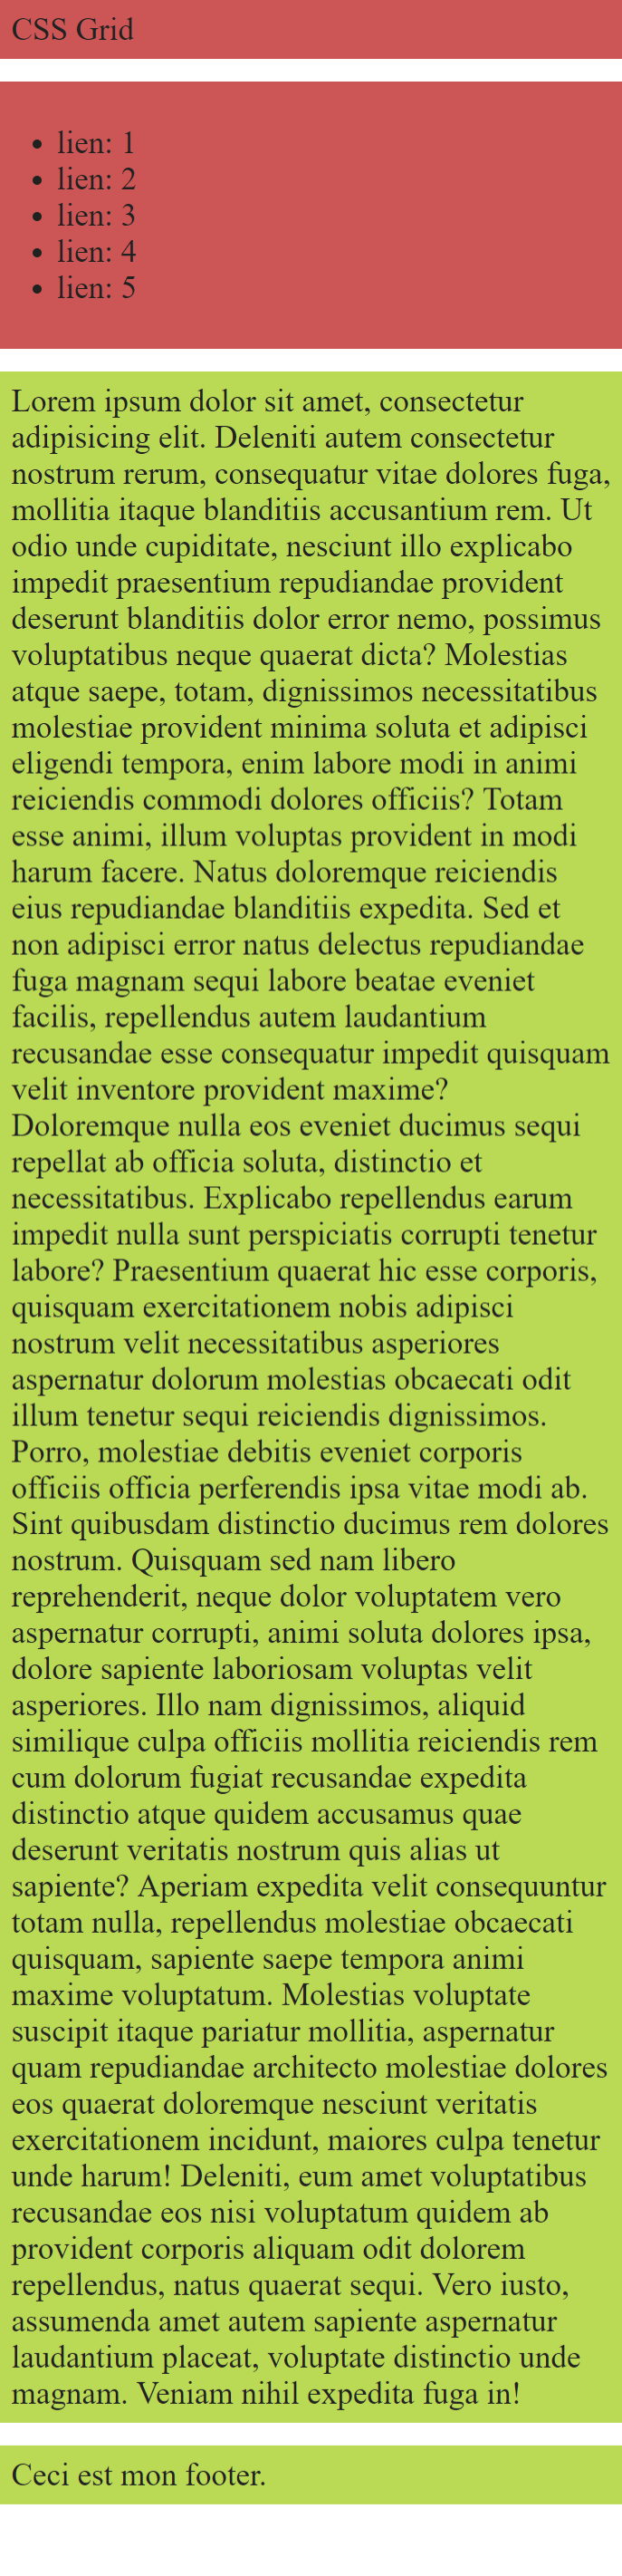 CSS Grid
• lien: 1
• lien: 2
• lien: 3
• lien: 4
• lien: 5
Lorem ipsum dolor sit amet, consectetur
adipisicing elit. Deleniti autem consectetur
nostrum rerum, consequatur vitae dolores fuga,
mollitia itaque blanditiis accusantium rem. Ut
odio unde cupiditate, nesciunt illo explicabo
impedit praesentium repudiandae provident
deserunt blanditiis dolor error nemo, possimus
voluptatibus neque quaerat dicta? Molestias
atque saepe, totam, dignissimos necessitatibus
molestiae provident minima soluta et adipisci
eligendi tempora, enim labore modi in animi
reiciendis commodi dolores officiis? Totam
esse animi, illum voluptas provident in modi
harum facere. Natus doloremque reiciendis
eius repudiandae blanditiis expedita. Sed et
non adipisci error natus delectus repudiandae
fuga magnam sequi labore beatae eveniet
facilis, repellendus autem laudantium
recusandae esse consequatur impedit quisquam
velit inventore provident maxime?
Doloremque nulla eos eveniet ducimus sequi
repellat ab officia soluta, distinctio et
necessitatibus. Explicabo repellendus earum
impedit nulla sunt perspiciatis corrupti tenetur
labore? Praesentium quaerat hic esse corporis,
quisquam exercitationem nobis adipisci
nostrum velit necessitatibus asperiores
aspernatur dolorum molestias obcaecati odit
illum tenetur sequi reiciendis dignissimos.
Porro, molestiae debitis eveniet corporis
officiis officia perferendis ipsa vitae modi ab.
Sint quibusdam distinctio ducimus rem dolores
nostrum. Quisquam sed nam libero
reprehenderit, neque dolor voluptatem vero
aspernatur corrupti, animi soluta dolores ipsa,
dolore sapiente laboriosam voluptas velit
asperiores. Illo nam dignissimos, aliquid
similique culpa officiis mollitia reiciendis rem
cum dolorum fugiat recusandae expedita
distinctio atque quidem accusamus quae
deserunt veritatis nostrum quis alias ut
sapiente? Aperiam expedita velit consequuntur
totam nulla, repellendus molestiae obcaecati
quisquam, sapiente saepe tempora animi
maxime voluptatum. Molestias voluptate
suscipit itaque pariatur mollitia, aspernatur
quam repudiandae architecto molestiae dolores
eos quaerat doloremque nesciunt veritatis
exercitationem incidunt, maiores culpa tenetur
unde harum! Deleniti, eum amet voluptatibus
recusandae eos nisi voluptatum quidem ab
provident corporis aliquam odit dolorem
repellendus, natus quaerat sequi. Vero iusto,
assumenda amet autem sapiente aspernatur
laudantium placeat, voluptate distinctio unde
magnam. Veniam nihil expedita fuga in!
Ceci est mon footer.